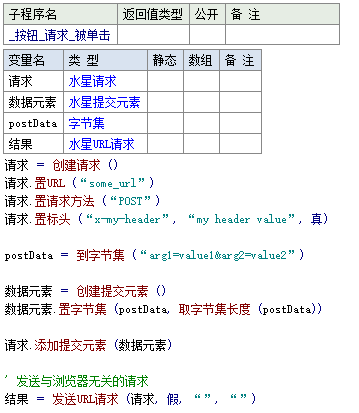 子程序名 返回值类型 公开 备 注
_按钮_请求_被单击
变量名 类 型 静态 数组 备 注
请求 水星请求
数据元素 水星提交元素
postData 字节集
结果 水星URL请求
请求 ＝ 创建请求 ()
请求.置URL (“some_url”)
请求.置请求方法 (“POST”)
请求.置标头 (“x-my-header”, “my header value”, 真)
postData ＝ 到字节集 (“arg1=value1&arg2=value2”)
数据元素 ＝ 创建提交元素 ()
数据元素.置字节集 (postData, 取字节集长度 (postData))
请求.添加提交元素 (数据元素)
' 发送与浏览器无关的请求
结果 ＝ 发送URL请求 (请求, 假, “”, “”)